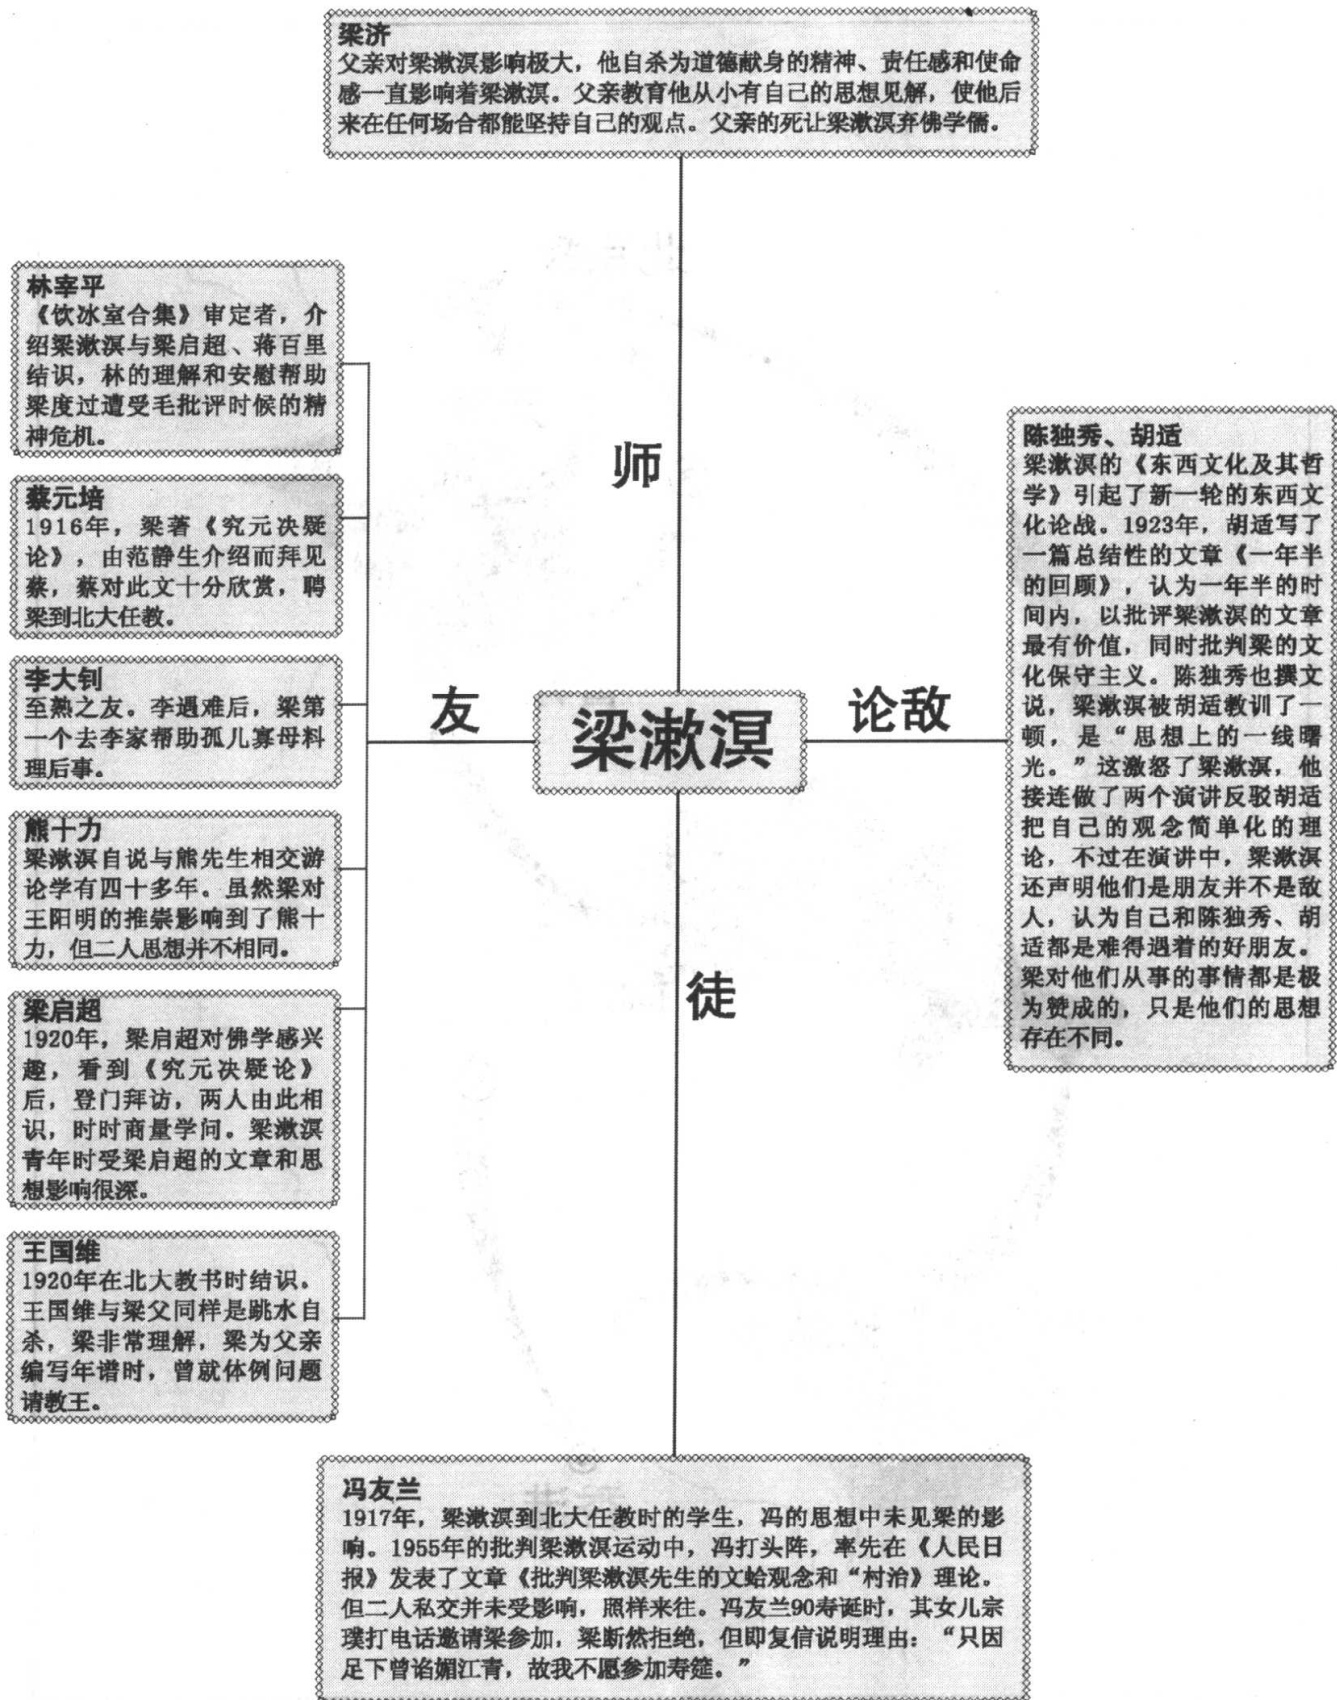 梁济
父亲对梁漱溟影响极大，他自杀为道德献身的精神、责任感和使命
感一直影响着梁漱溟。父亲教育他从小有自己的思想见解，使他后
来在任何场合都能坚持自己的观点。父亲的死让梁漱溟弃佛学儒。
师
林宰平
《饮冰室合集》审定者，介
绍梁漱溟与梁启超、蒋百里
结识，林的理解和安慰帮助
梁度过遭受毛批评时候的精
神危机。
蔡元培
1916年，梁著《究元决疑
论》，由范静生介绍而拜见
蔡，蔡对此文十分欣赏，聘
梁到北大任教。
李大钊
至熟之友。李遇难后，梁第
一个去李家帮助孤儿寡母料
理后事。
熊十力
梁漱溟自说与熊先生相交游
论学有四十多年。虽然梁对
王阳明的推崇影响到了熊十
力，但二人思想并不相同。
梁启超
1920年，梁启超对佛学感兴
趣，看到《究元决疑论》
后，登门拜访，两人由此相
识，时时商量学问。梁漱溟
青年时受梁启超的文章和思
想影响很深。
王国维
1920年在北大教书时结识。
王国维与梁父同样是跳水自
杀，梁非常理解，梁为父亲
编写年谱时，曾就体例问题
请教王。
友
梁漱溟
论敌
陈独秀、胡适
梁漱溟的《东西文化及其哲
学》引起了新一轮的东西文
化论战。1923年，胡适写了
一篇总结性的文章《一年半
的回顾》，认为一年半的时
间内，以批评梁漱溟的文章
最有价值，同时批判梁的文
化保守主义。陈独秀也撰文
说，梁漱溟被胡适教训了一
顿，是“思想上的一线曙
光。”这激怒了梁漱溟，他
接连做了两个演讲反驳胡适
把自己的观念简单化的理
论，不过在演讲中，梁漱溟
还声明他们是朋友并不是敌
人，认为自己和陈独秀、胡
适都是难得遇着的好朋友。
梁对他们从事的事情都是极
为赞成的，只是他们的思想
存在不同。
徒
冯友兰
1917年，梁漱溟到北大任教时的学生，冯的思想中未见梁的影
响。1955年的批判梁漱溟运动中，冯打头阵，率先在《人民日
报》发表了文章《批判梁漱溟先生的文蛤观念和“村治》理论。
但二人私交并未受影响，照样来往。冯友兰90寿诞时，其女儿宗
璞打电话邀请梁参加，梁断然拒绝，但即复信说明理由：“只因
足下曾谄媚江青，故我不愿参加寿筵。”